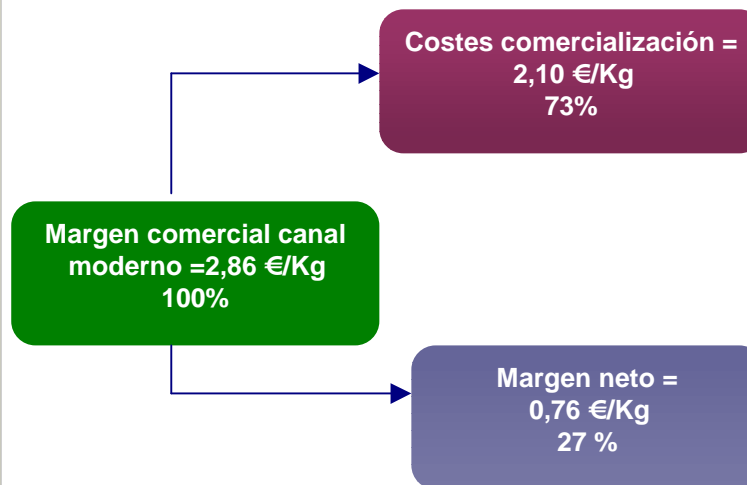 Costes comercialización =
2,10 €/Kg
73%
Margen comercial canal
moderno =2,86 €/Kg
100%
Margen neto =
0,76 €/Kg
27 %